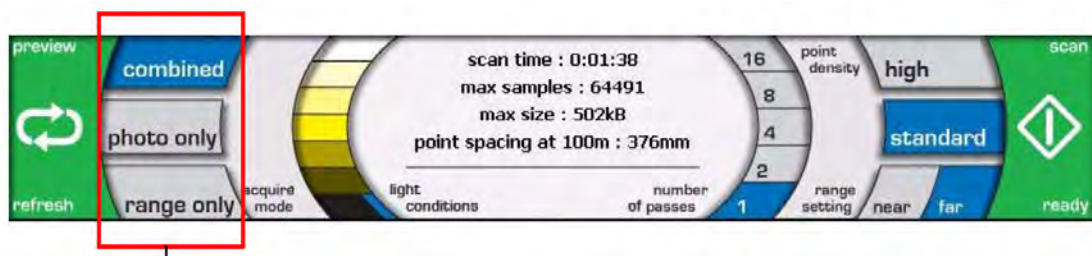 preview
refresh
combined
photo only
range only
acquire
mode
light
conditions
scan time : 0:01:38
max samples : 64491
max size : 502kB
point spacing at 100m : 376mm
number
of passes
16
8
4
2
1
point
density
high
standard
range
setting
near
far
scan
ready